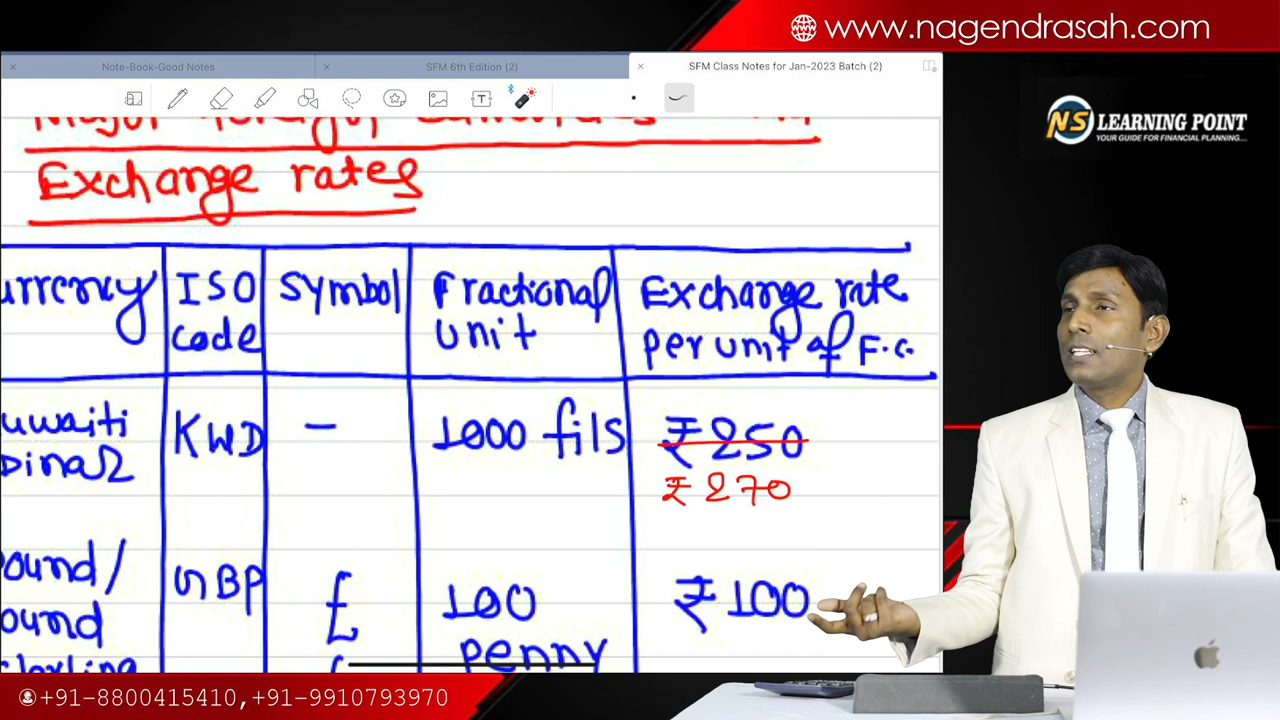 www.nagendrasah.com
Note-Book-Good Notes
SFM 6th Edition (2)
SFM Class Notes for Jan-2023 Batch (2)
NS LEARNING POINT
YOUR GUIDE FOR FINANCIAL PLANNING....
Exchange rates
urrency
ISO code
Symbol
Fractional unit
Exchange rate per unit of F.C.
uwaiti Dinar
KWD
-
1000 fils
₹250
₹270
ound/ ound
GBP
£
100 penny
₹100
+91-8800415410,+91-9910793970